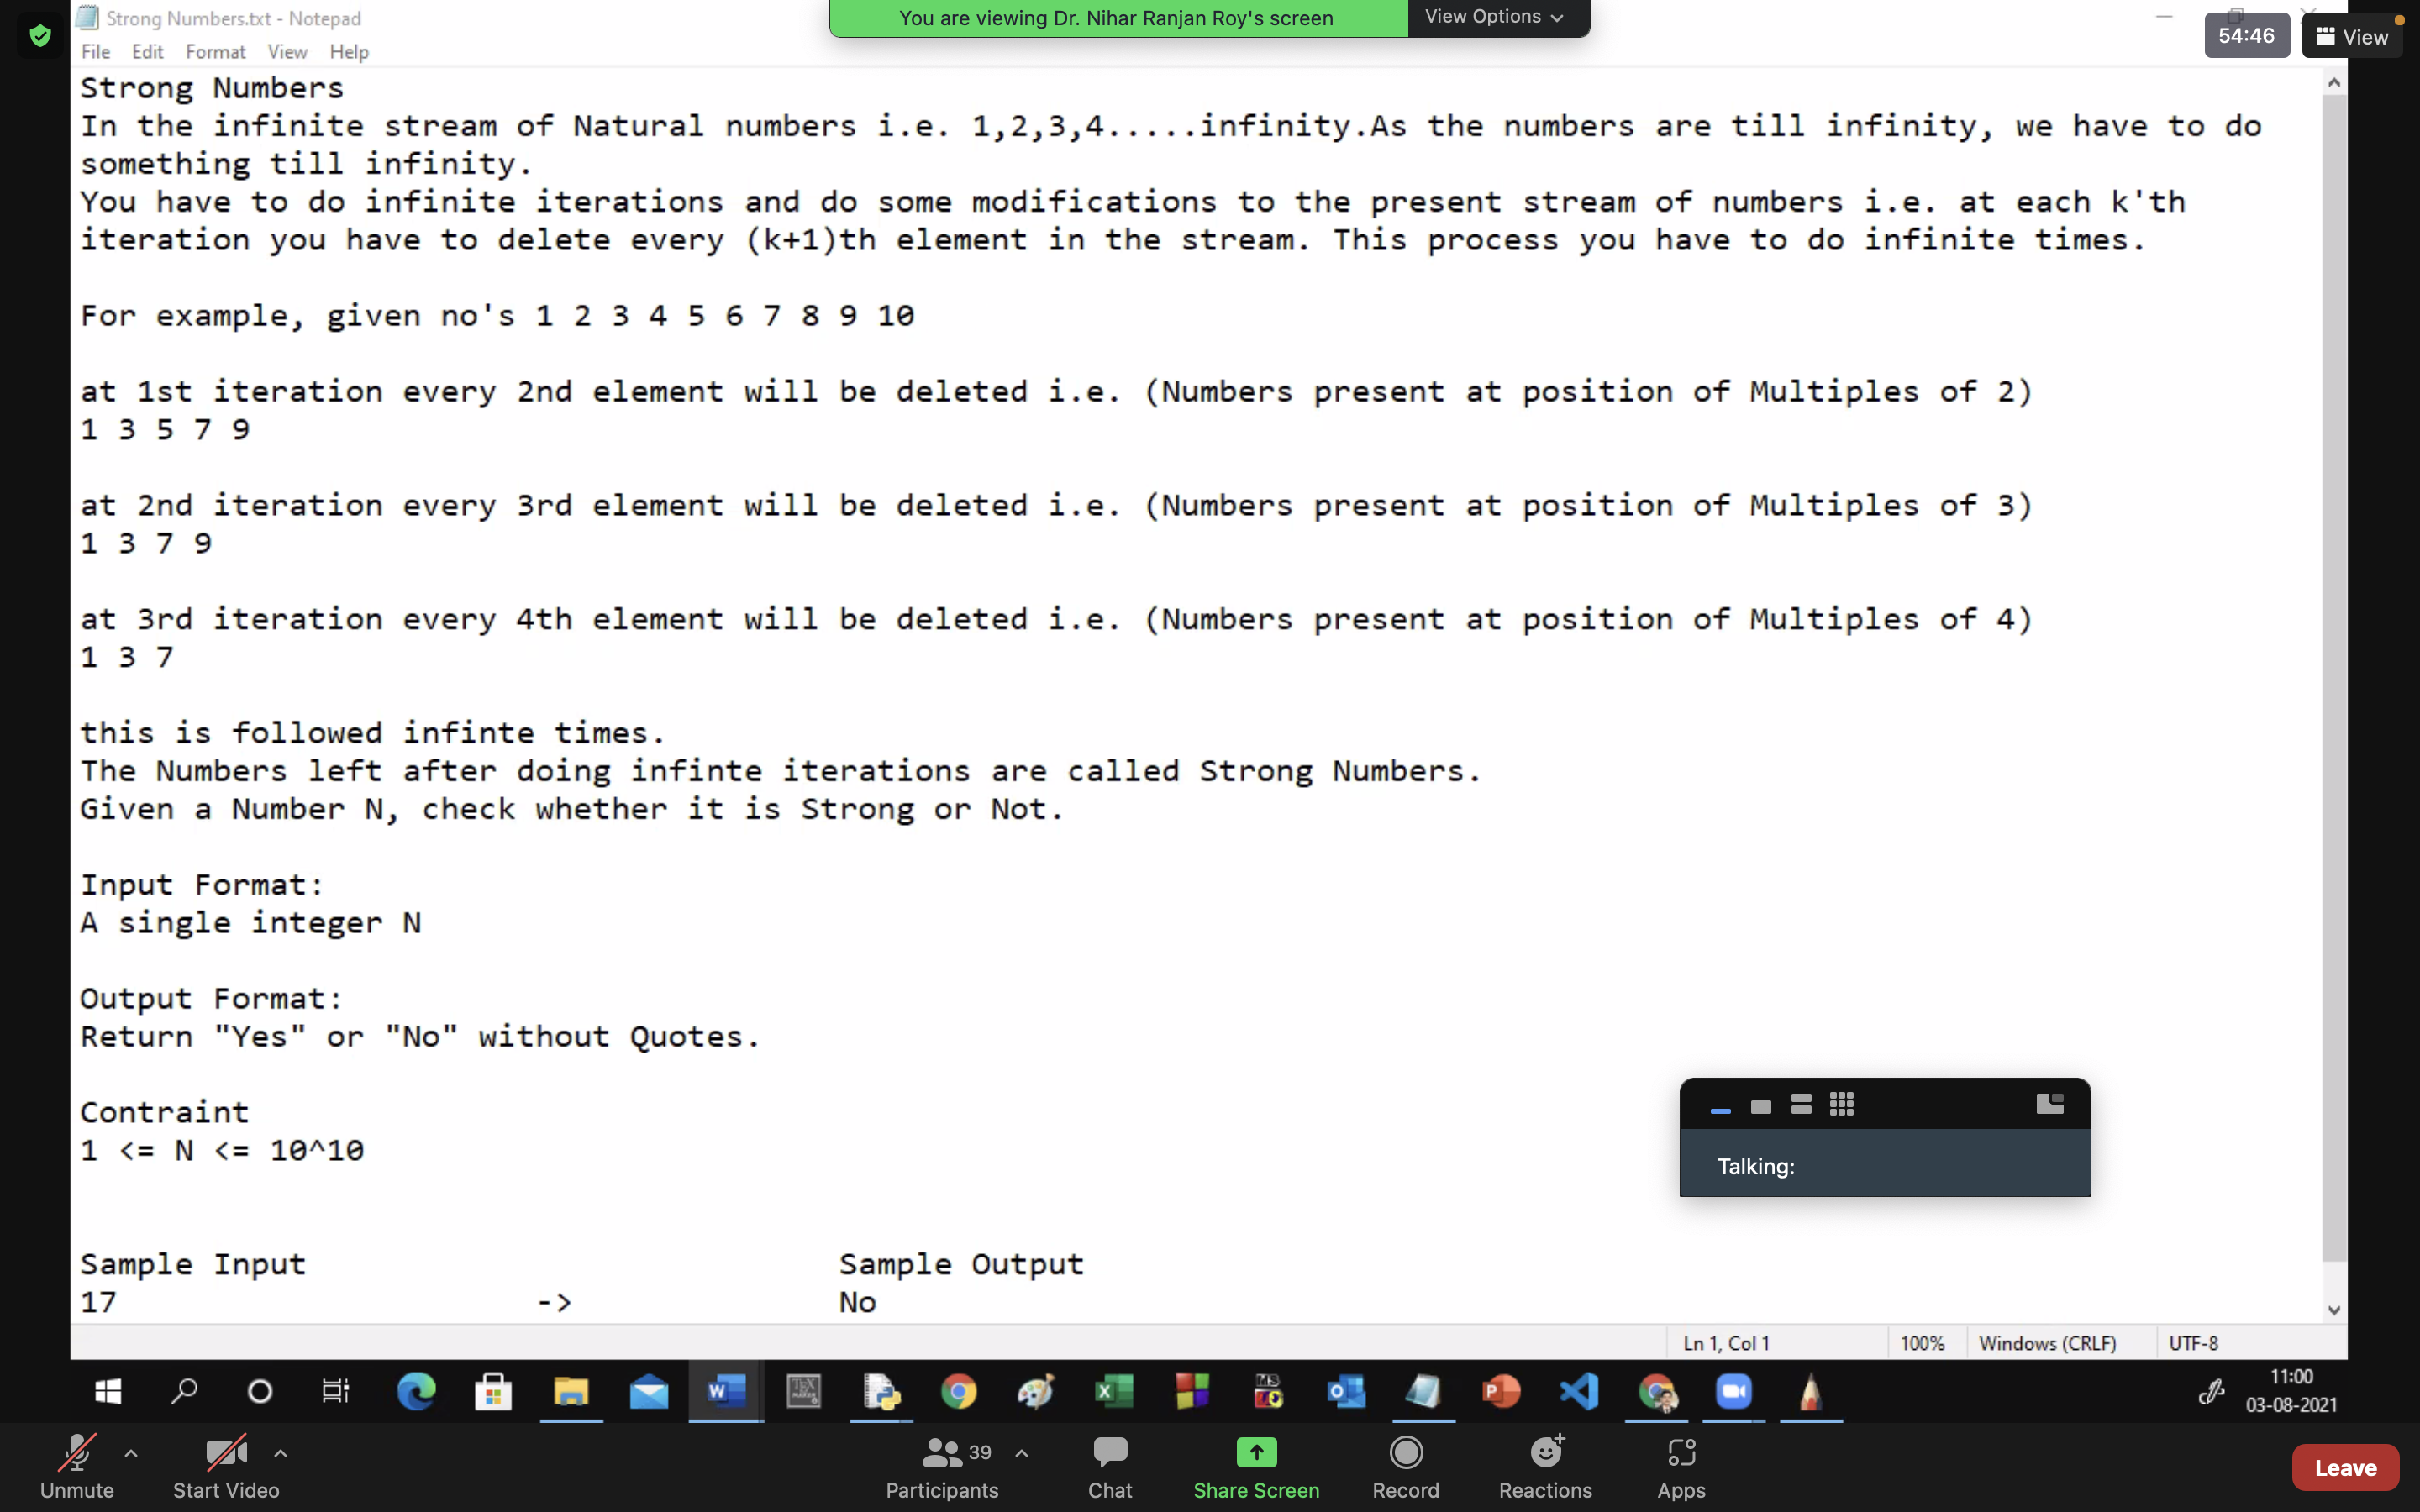 Strong Numbers.txt - Notepad
You are viewing Dr. Nihar Ranjan Roy's screen
View Options
54:46
View
File Edit Format View Help
Strong Numbers
In the infinite stream of Natural numbers i.e. 1,2,3,4.....infinity.As the numbers are till infinity, we have to do
something till infinity.
You have to do infinite iterations and do some modifications to the present stream of numbers i.e. at each k'th
iteration you have to delete every (k+1)th element in the stream. This process you have to do infinite times.
For example, given no's 1 2 3 4 5 6 7 8 9 10
at 1st iteration every 2nd element will be deleted i.e. (Numbers present at position of Multiples of 2)
1 3 5 7 9
at 2nd iteration every 3rd element will be deleted i.e. (Numbers present at position of Multiples of 3)
1 3 7 9
at 3rd iteration every 4th element will be deleted i.e. (Numbers present at position of Multiples of 4)
1 3 7
this is followed infinte times.
The Numbers left after doing infinte iterations are called Strong Numbers.
Given a Number N, check whether it is Strong or Not.
Input Format:
A single integer N
Output Format:
Return "Yes" or "No" without Quotes.
Contraint
1 <= N <= 10^10
Talking:
Sample Input Sample Output
17 -> No
Ln 1, Col 1 100% Windows (CRLF) UTF-8
11:00
03-08-2021
39
Unmute Start Video Participants Chat Share Screen Record Reactions Apps Leave